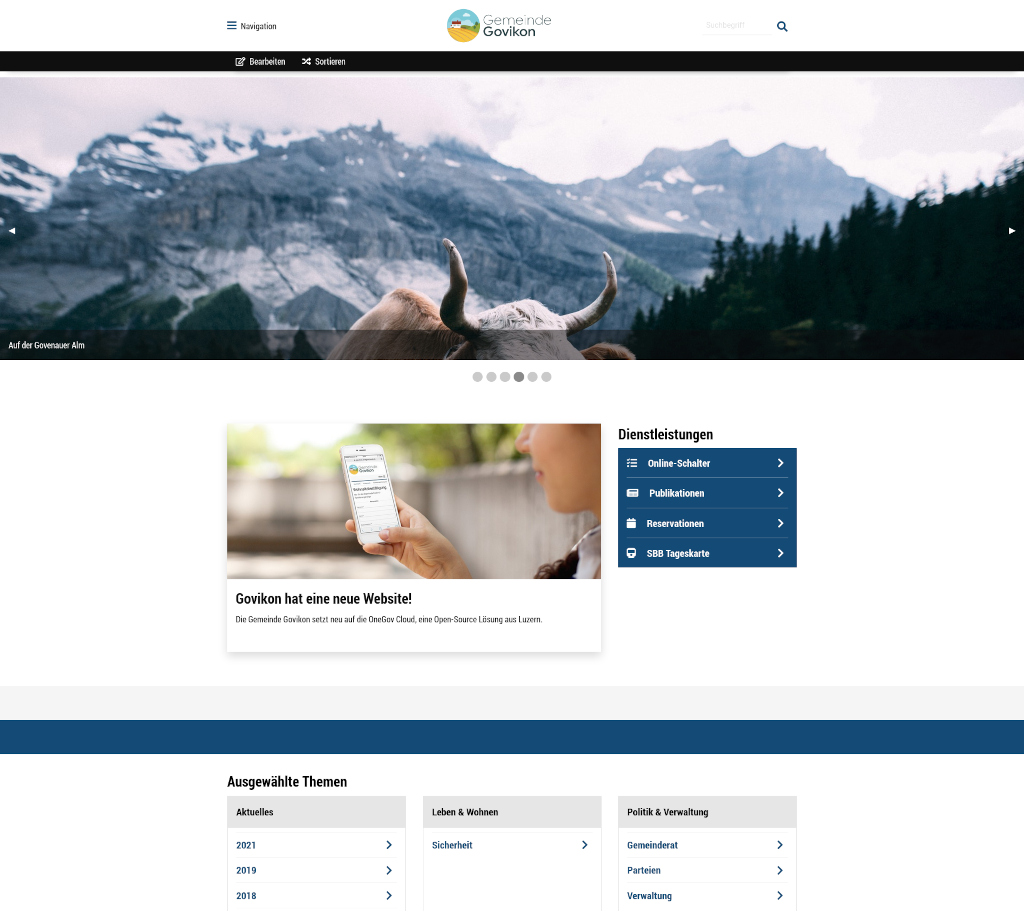 Navigation
Gemeinde
Govikon
Suchbegriff
Bearbeiten
Sortieren
Auf der Govenauer Alm
Gemeinde
Govikon
Govikon hat eine neue Website!
Die Gemeinde Govikon setzt neu auf die OneGov Cloud, eine Open-Source Lösung aus Luzern.
Dienstleistungen
Online-Schalter
Publikationen
Reservationen
SBB Tageskarte
Ausgewählte Themen
Aktuelles
2021
2019
2018
Leben & Wohnen
Sicherheit
Politik & Verwaltung
Gemeinderat
Parteien
Verwaltung